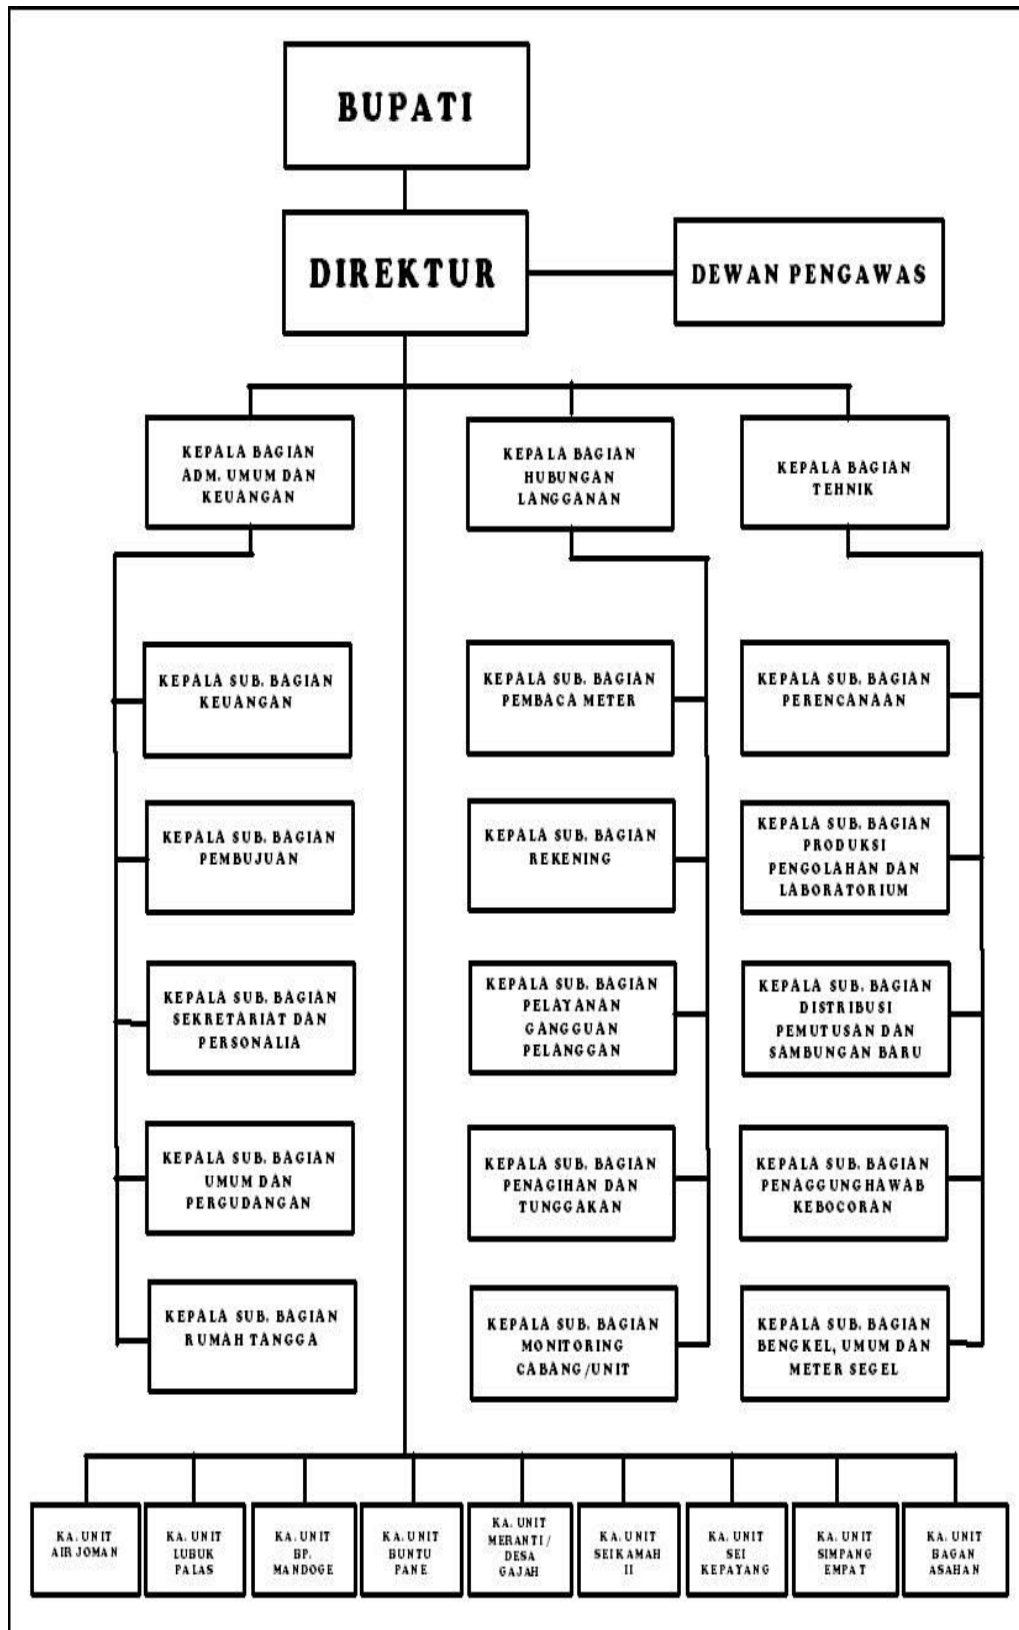 BUPATI
DIREKTUR
DEWAN PENGAWAS
KEPALA BAGIAN
ADM. UMUM DAN
KEUANGAN
KEPALA BAGIAN
HUBUNGAN
LANGGANAN
KEPALA BAGIAN
TEHNIK
KEPALA SUB. BAGIAN
KEUANGAN
KEPALA SUB. BAGIAN
PEMBUJUAN
KEPALA SUB. BAGIAN
SEKRETARIAT DAN
PERSONALIA
KEPALA SUB. BAGIAN
UMUM DAN
PERGUDANGAN
KEPALA SUB. BAGIAN
RUMAH TANGGA
KEPALA SUB. BAGIAN
PEMBACA METER
KEPALA SUB. BAGIAN
REKENING
KEPALA SUB. BAGIAN
PELAYANAN
GANGGUAN
PELANGGAN
KEPALA SUB. BAGIAN
PENAGIHAN DAN
TUNGGAKAN
KEPALA SUB. BAGIAN
MONITORING
CABANG/UNIT
KEPALA SUB. BAGIAN
PERENCANAAN
KEPALA SUB. BAGIAN
PRODUKSI
PENGOLAHAN DAN
LABORATORIUM
KEPALA SUB. BAGIAN
DISTRIBUSI
PEMUTUSAN DAN
SAMBUNGAN BARU
KEPALA SUB. BAGIAN
PENAGGUNGHAWAB
KEBOCORAN
KEPALA SUB. BAGIAN
BENGKEL, UMUM DAN
METER SEGEL
KA. UNIT
AIR JOMAN
KA. UNIT
LUBUK
PALAS
KA. UNIT
BP.
MANDOGE
KA. UNIT
BUNTU
PANE
KA. UNIT
MERANTI /
DESA
GAJAH
KA. UNIT
SEI KAMAH
II
KA. UNIT
SEI
KEPAYANG
KA. UNIT
SIMPANG
EMPAT
KA. UNIT
BAGAN
ASAHAN